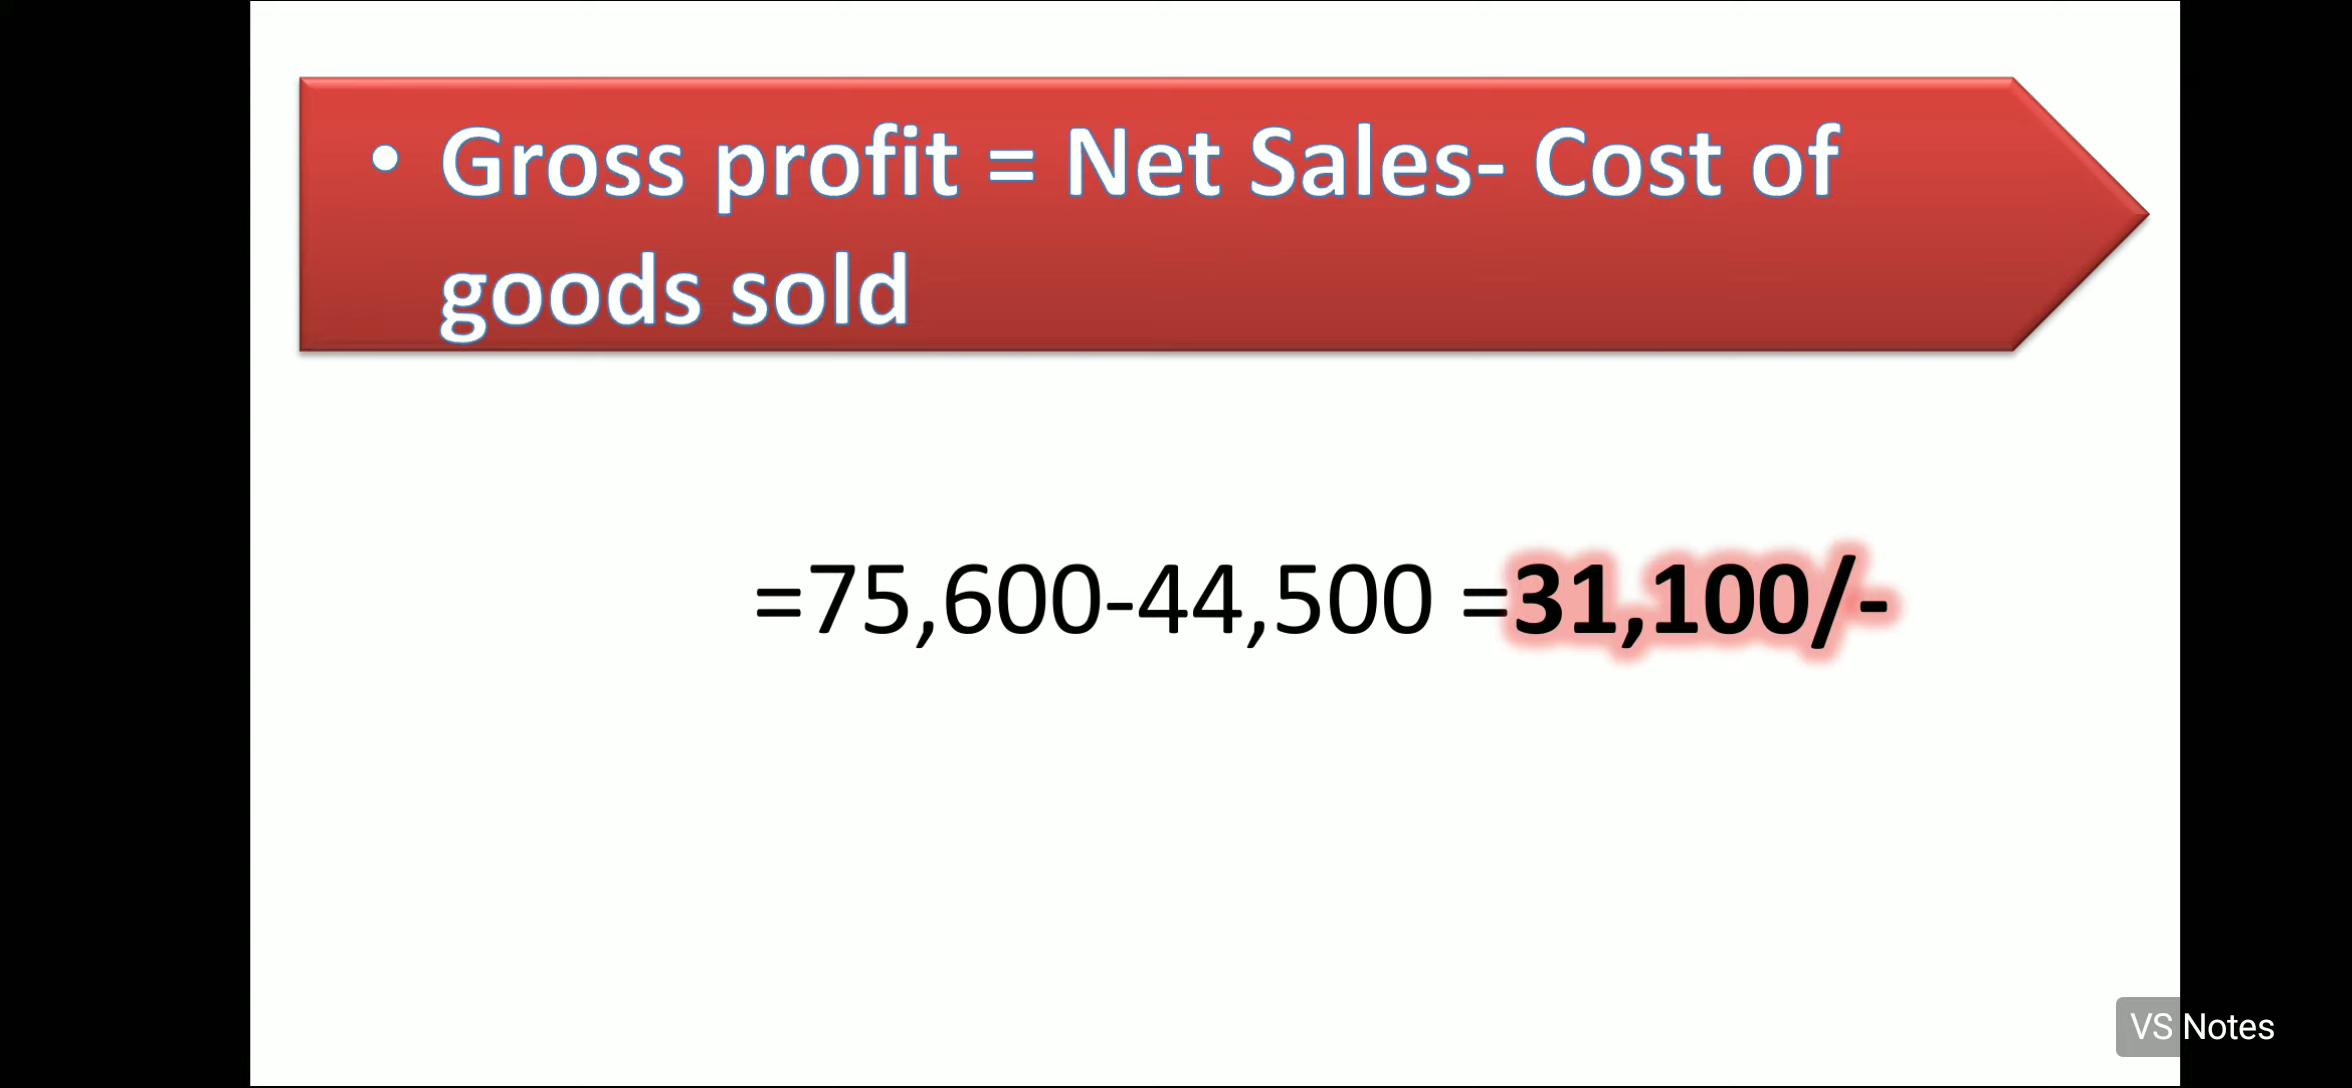 • Gross profit = Net Sales- Cost of
goods sold
=75,600-44,500 =31,100/-
VS Notes